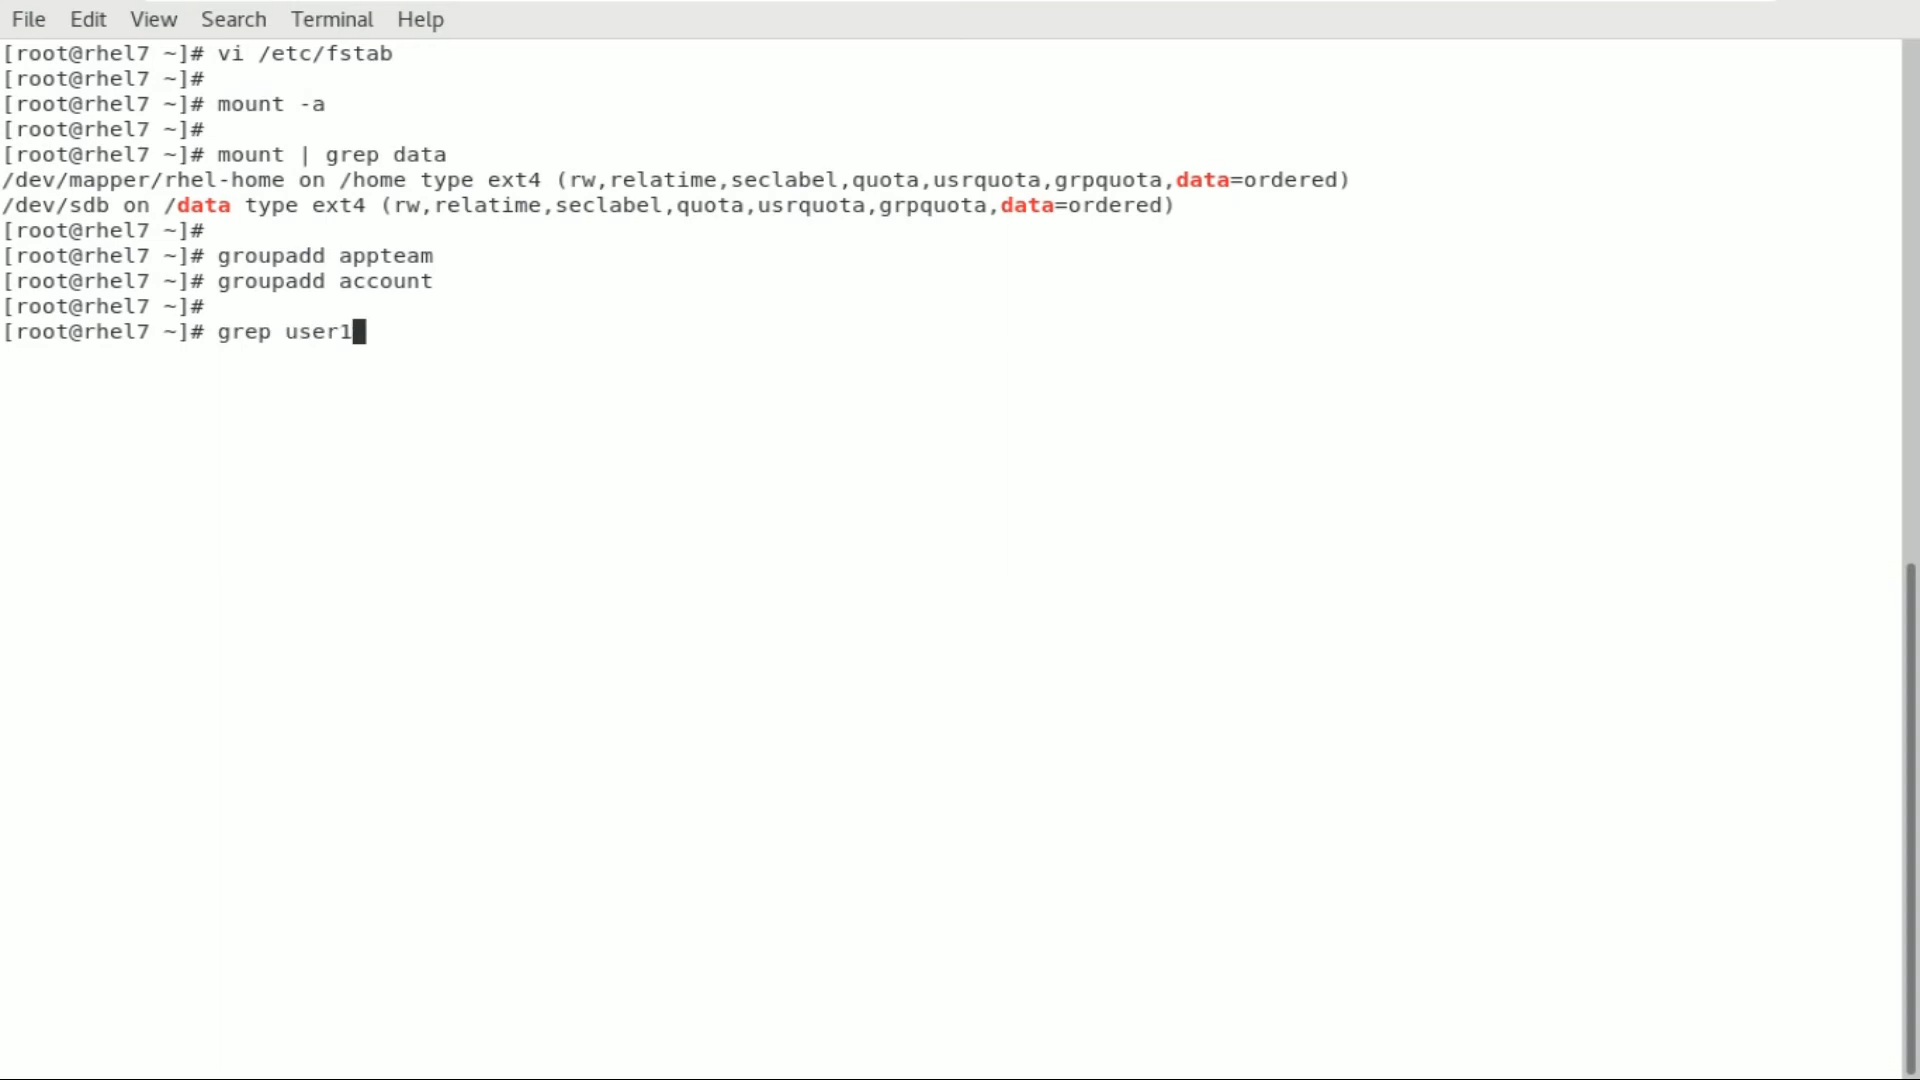 File Edit View Search Terminal Help
[root@rhel7 ~]# vi /etc/fstab
[root@rhel7 ~]#
[root@rhel7 ~]# mount -a
[root@rhel7 ~]#
[root@rhel7 ~]# mount | grep data
/dev/mapper/rhel-home on /home type ext4 (rw,relatime,seclabel,quota,usrquota,grpquota,data=ordered)
/dev/sdb on /data type ext4 (rw,relatime,seclabel,quota,usrquota,grpquota,data=ordered)
[root@rhel7 ~]#
[root@rhel7 ~]# groupadd appteam
[root@rhel7 ~]# groupadd account
[root@rhel7 ~]#
[root@rhel7 ~]# grep user1